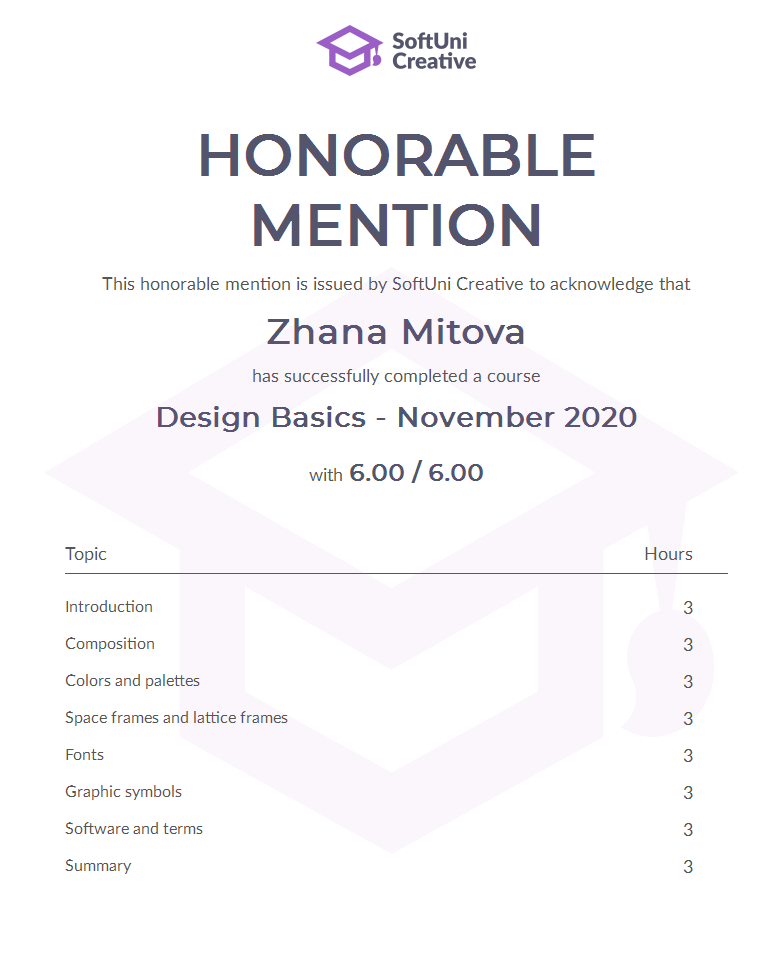 SoftUni
Creative
HONORABLE
MENTION
This honorable mention is issued by SoftUni Creative to acknowledge that
Zhana Mitova
has successfully completed a course
Design Basics - November 2020
with 6.00 / 6.00
Topic Hours
Introduction 3
Composition 3
Colors and palettes 3
Space frames and lattice frames 3
Fonts 3
Graphic symbols 3
Software and terms 3
Summary 3